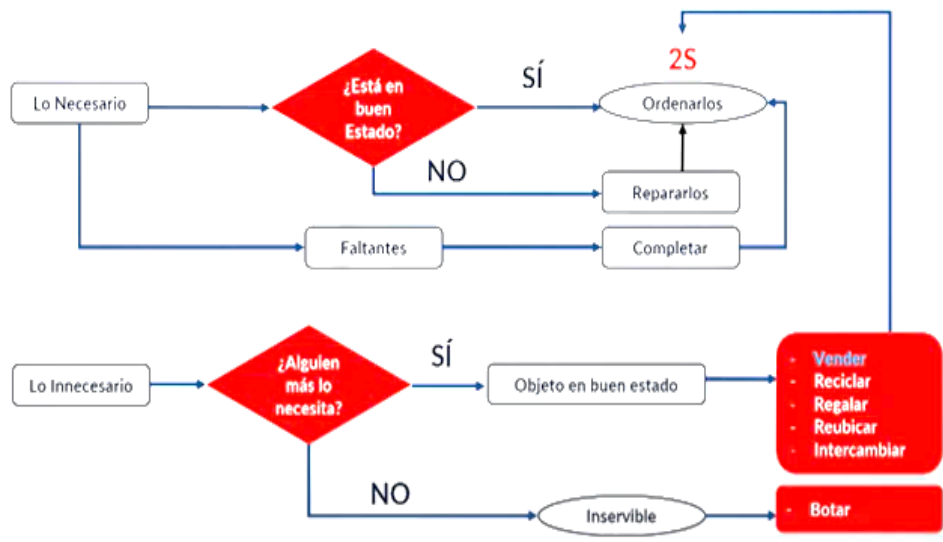 2S
Lo Necesario
¿Está en
buen
Estado?
SÍ
Ordenarlos
NO
Repararlos
Faltantes
Completar
Lo Innecesario
¿Alguien
más lo
necesita?
SÍ
Objeto en buen estado
- Vender
- Reciclar
- Regalar
- Reubicar
- Intercambiar
NO
Inservible
- Botar